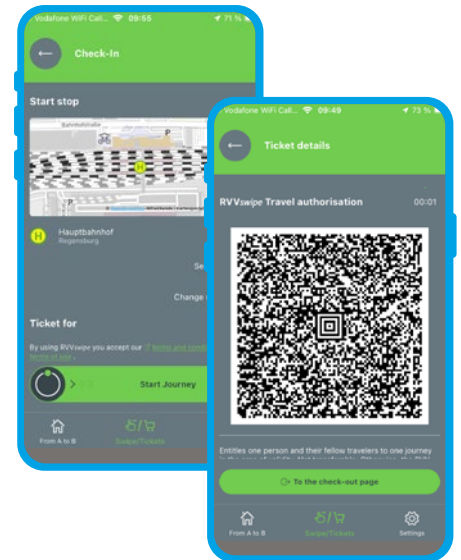 Vodafone WiFi Call... 09:55 71 %
Check-In
Start stop
Bahnhofstraße
P
H
P
H
Hauptbahnhof
Regensburg
Se
Change
Ticket for
By using RVVswipe you accept our
terms of use .
Start Journey
From A to B
Swipe/Tickets
Vodafone WiFi Call... 09:49 73 %
Ticket details
RVVswipe Travel authorisation 00:01
Entitles one person and their fellow travelers to one journey
To the check-out page
From A to B
Swipe/Tickets
Settings